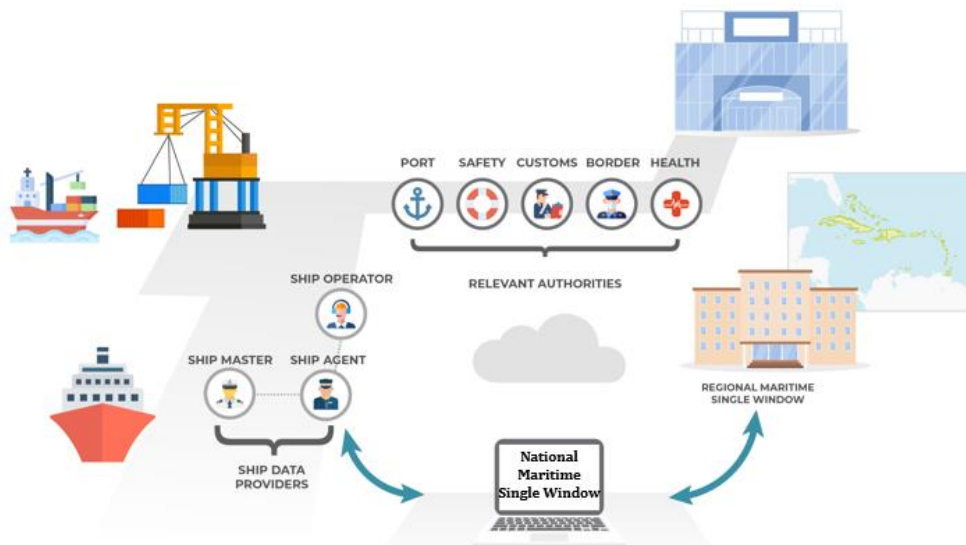 PORT
SAFETY
CUSTOMS
BORDER
HEALTH
RELEVANT AUTHORITIES
SHIP OPERATOR
SHIP MASTER
SHIP AGENT
SHIP DATA
PROVIDERS
REGIONAL MARITIME
SINGLE WINDOW
National
Maritime
Single Window